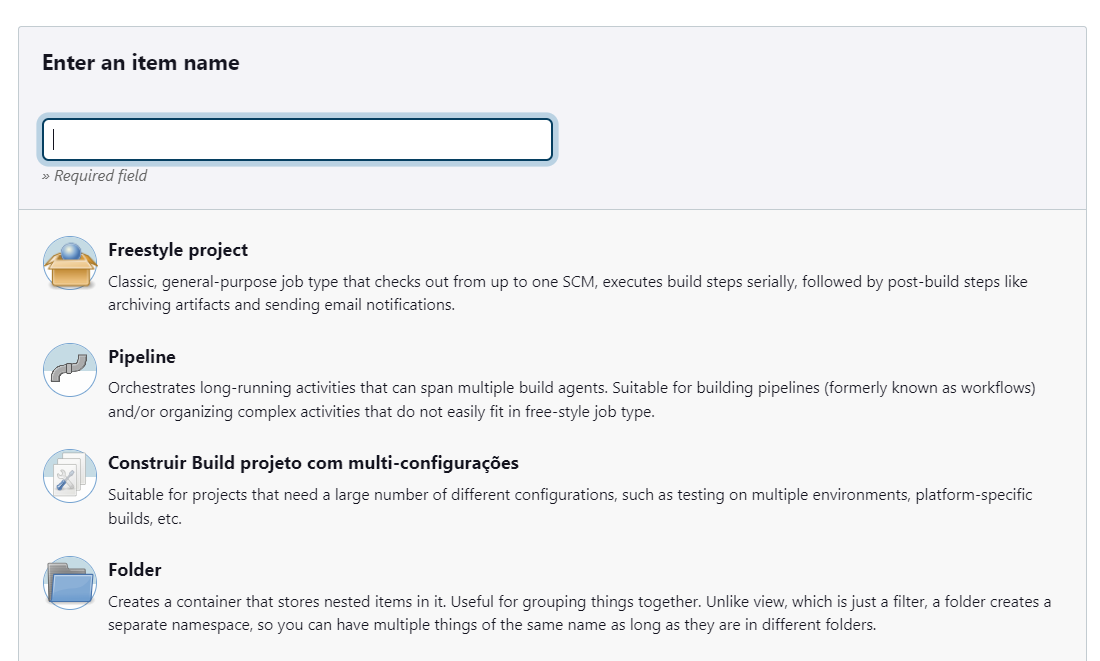 Enter an item name
» Required field
Freestyle project
Classic, general-purpose job type that checks out from up to one SCM, executes build steps serially, followed by post-build steps like
archiving artifacts and sending email notifications.
Pipeline
Orchestrates long-running activities that can span multiple build agents. Suitable for building pipelines (formerly known as workflows)
and/or organizing complex activities that do not easily fit in free-style job type.
Construir Build projeto com multi-configurações
Suitable for projects that need a large number of different configurations, such as testing on multiple environments, platform-specific
builds, etc.
Folder
Creates a container that stores nested items in it. Useful for grouping things together. Unlike view, which is just a filter, a folder creates a
separate namespace, so you can have multiple things of the same name as long as they are in different folders.